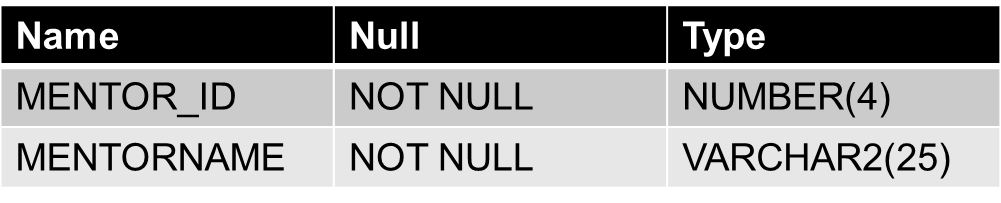 Name Null Type
MENTOR_ID NOT NULL NUMBER(4)
MENTORNAME NOT NULL VARCHAR2(25)